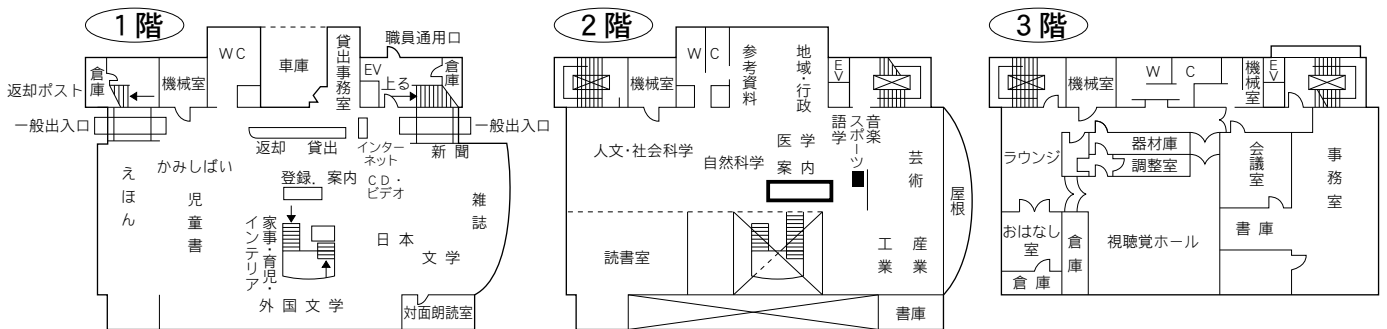 1階
WC
車庫
貸出事務室
職員通用口
倉庫
機械室
EV
上る
倉庫
返却ポスト
一般出入口
一般出入口
返却 貸出
インターネット
新聞
かみしばい
えほん
児童書
登録．案内
CD・ビデオ
雑誌
家事・育児・インテリア
日本文学
外国文学
対面朗読室
2階
WC
参考資料
地域・行政
機械室
EV
人文・社会科学
自然科学
医学
案内
語学
スポーツ
音楽
芸術
屋根
読書室
工業
産業
書庫
3階
機械室
WC
機械室
EV
ラウンジ
器材庫
調整室
会議室
事務室
おはなし室
倉庫
視聴覚ホール
書庫
倉庫